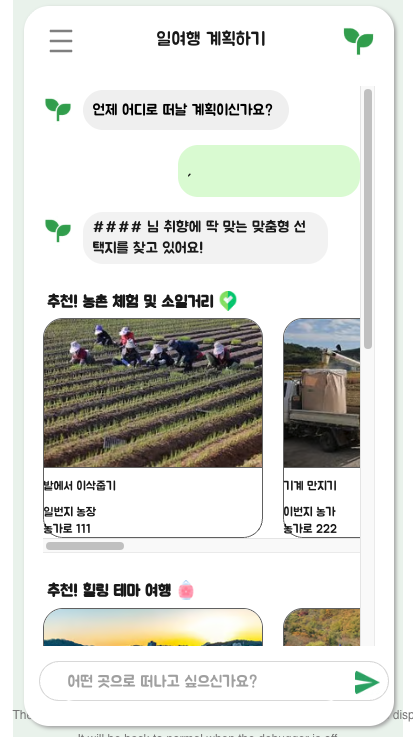 일여행 계획하기
언제 어디로 떠날 계획이신가요?
,
#### 님 취향에 딱 맞는 맞춤형 선
택지를 찾고 있어요!
추천! 농촌 체험 및 소일거리
밭에서 이삭줍기
일번지 농장
농가로 111
기계 만지기
이번지 농가
농가로 222
추천! 힐링 테마 여행
어떤 곳으로 떠나고 싶으신가요?
disp
It will be back to normal when the debugger is off